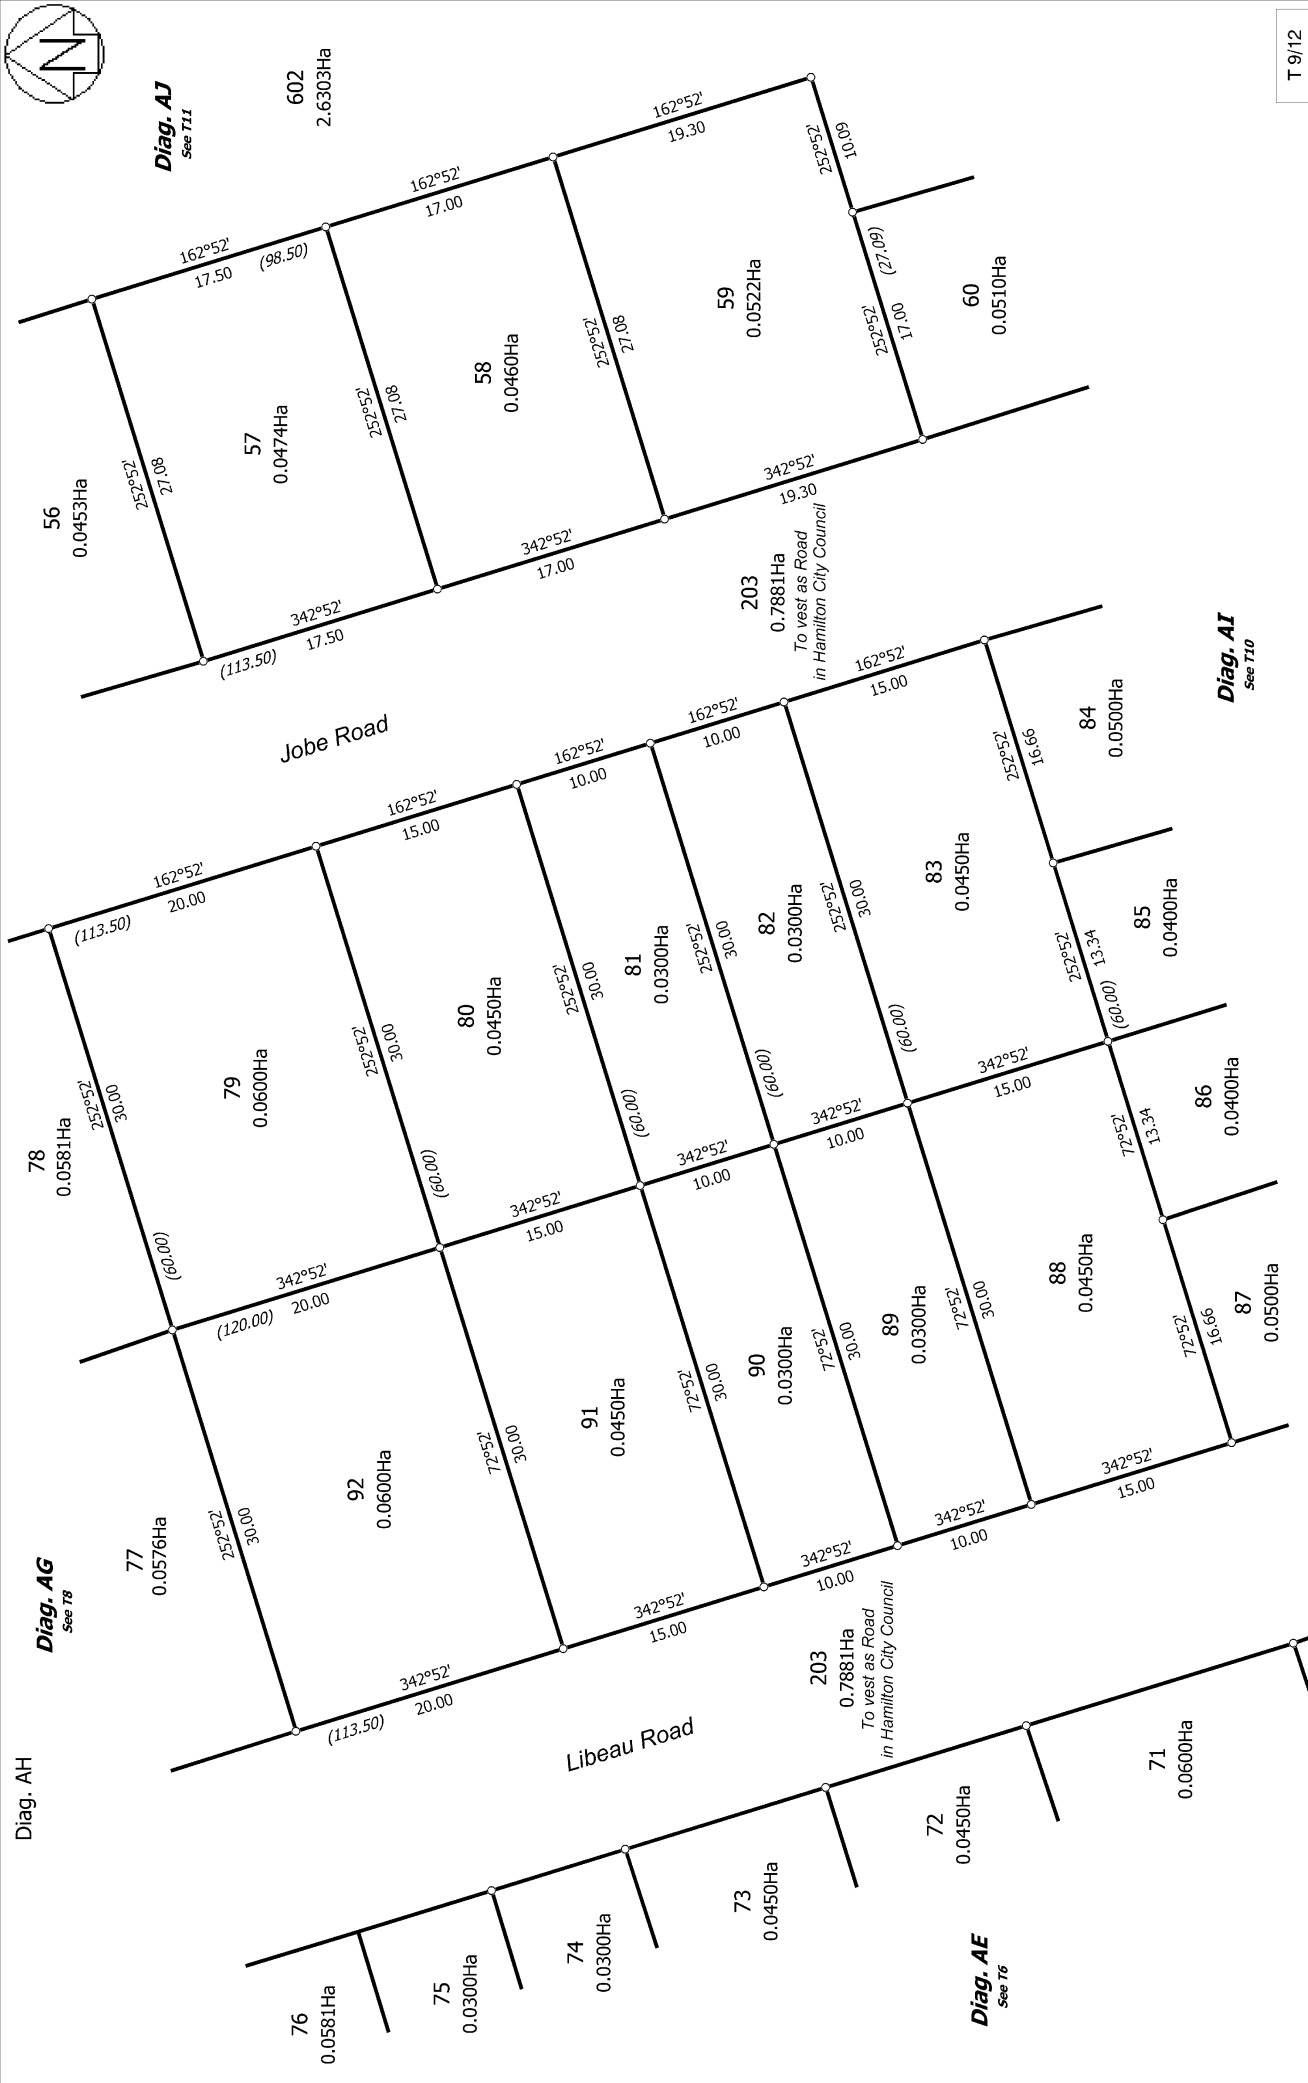 Diag. AH
N
T 9/12
Diag. AJ
See T11
602
2.6303Ha
Diag. AG
See T8
Diag. AI
See T10
Diag. AE
See T6
56
0.0453Ha
252°52'
27.08
162°52'
17.50
(98.50)
57
0.0474Ha
342°52'
17.50
(113.50)
252°52'
27.08
162°52'
17.00
58
0.0460Ha
342°52'
17.00
252°52'
27.08
162°52'
19.30
59
0.0522Ha
342°52'
19.30
252°52'
10.09
252°52'
17.00
(27.09)
60
0.0510Ha
Jobe Road
203
0.7881Ha
To vest as Road
in Hamilton City Council
78
0.0581Ha
252°52'
30.00
(60.00)
162°52'
20.00
(113.50)
79
0.0600Ha
342°52'
20.00
(120.00)
252°52'
30.00
(60.00)
162°52'
15.00
80
0.0450Ha
342°52'
15.00
252°52'
30.00
(60.00)
162°52'
10.00
81
0.0300Ha
342°52'
10.00
252°52'
30.00
(60.00)
162°52'
10.00
82
0.0300Ha
342°52'
10.00
252°52'
30.00
(60.00)
162°52'
15.00
83
0.0450Ha
342°52'
15.00
252°52'
16.66
252°52'
13.34
(60.00)
84
0.0500Ha
85
0.0400Ha
86
0.0400Ha
87
0.0500Ha
77
0.0576Ha
252°52'
30.00
92
0.0600Ha
342°52'
20.00
(113.50)
72°52'
30.00
91
0.0450Ha
342°52'
15.00
72°52'
30.00
90
0.0300Ha
342°52'
10.00
72°52'
30.00
89
0.0300Ha
342°52'
10.00
72°52'
30.00
88
0.0450Ha
342°52'
15.00
72°52'
13.34
72°52'
16.66
Libeau Road
203
0.7881Ha
To vest as Road
in Hamilton City Council
76
0.0581Ha
75
0.0300Ha
74
0.0300Ha
73
0.0450Ha
72
0.0450Ha
71
0.0600Ha